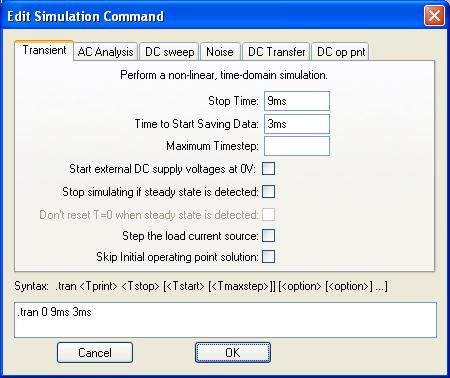 Edit Simulation Command
Transient AC Analysis DC sweep Noise DC Transfer DC op pnt
Perform a non-linear, time-domain simulation.
Stop Time: 9ms
Time to Start Saving Data: 3ms
Maximum Timestep:
Start external DC supply voltages at 0V:
Stop simulating if steady state is detected:
Don't reset T=0 when steady state is detected:
Step the load current source:
Skip Initial operating point solution:
Syntax: .tran <Tprint> <Tstop> [<Tstart> [<Tmaxstep>]] [<option> [<option>] ...]
.tran 0 9ms 3ms
Cancel OK